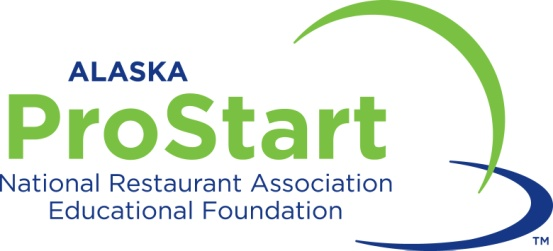 ALASKA
ProStart
National Restaurant Association
Educational Foundation
™